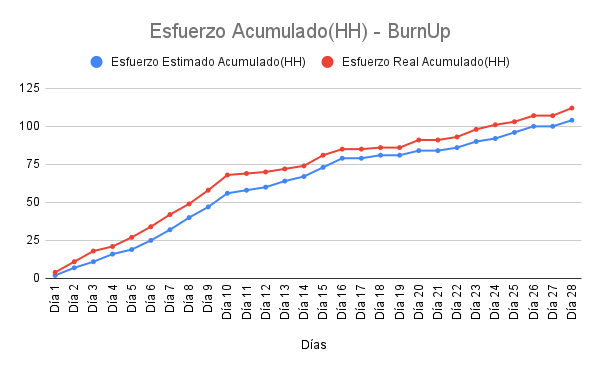 Esfuerzo Acumulado(HH) - BurnUp
Esfuerzo Estimado Acumulado(HH) Esfuerzo Real Acumulado(HH)
125
100
75
50
25
0
Día 1 Día 2 Día 3 Día 4 Día 5 Día 6 Día 7 Día 8 Día 9 Día 10 Día 11 Día 12 Día 13 Día 14 Día 15 Día 16 Día 17 Día 18 Día 19 Día 20 Día 21 Día 22 Día 23 Día 24 Día 25 Día 26 Día 27 Día 28
Días